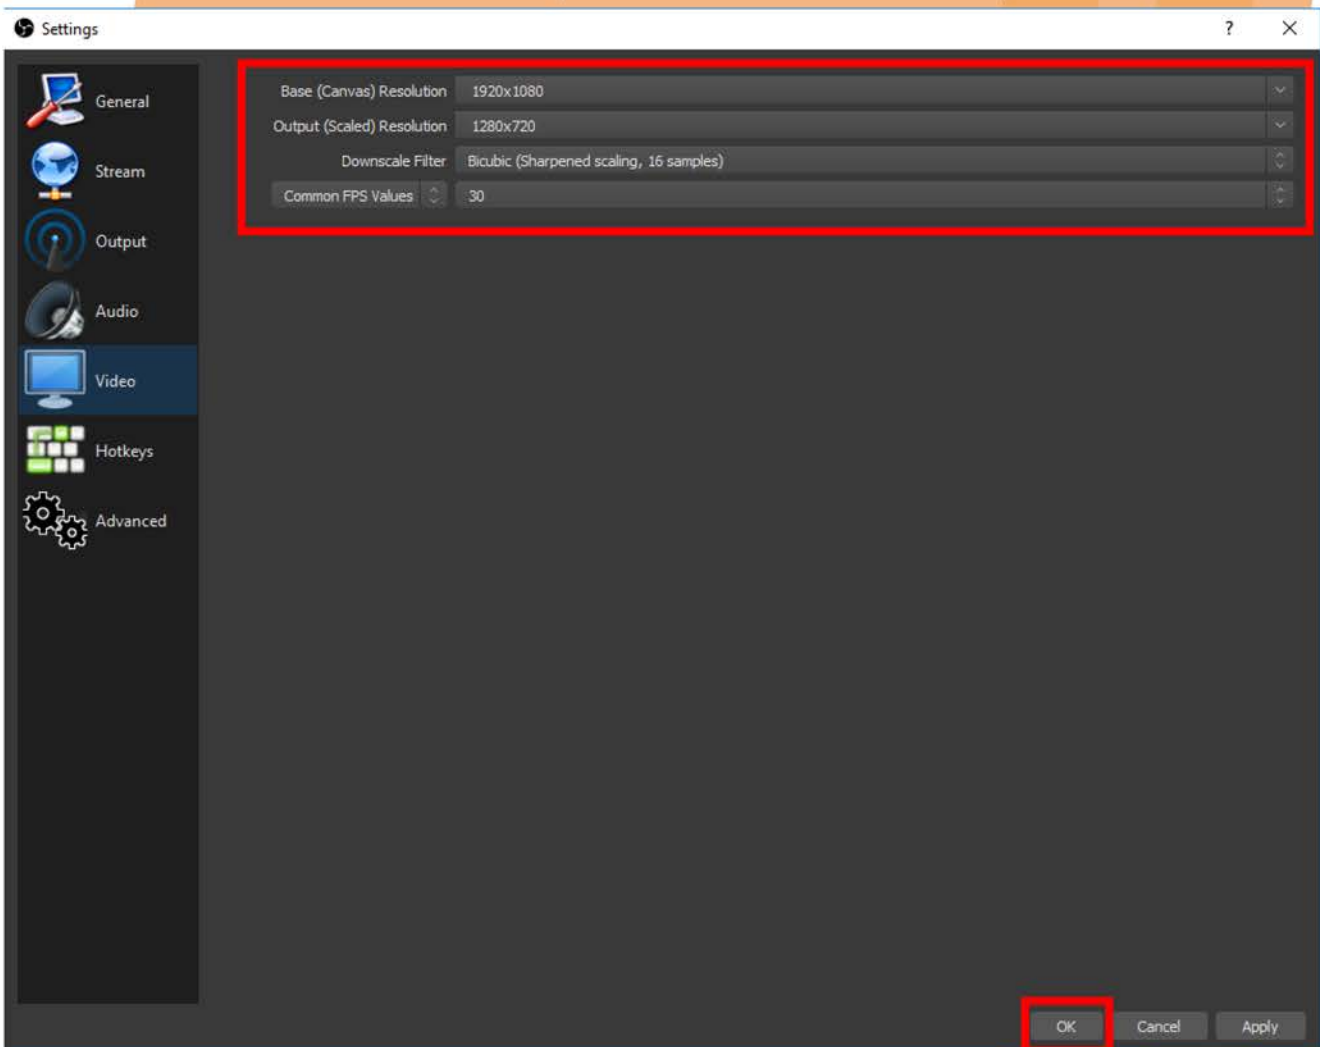 Settings ?
General
Stream
Output
Audio
Video
Hotkeys
Advanced
Base (Canvas) Resolution 1920x1080
Output (Scaled) Resolution 1280x720
Downscale Filter Bicubic (Sharpened scaling, 16 samples)
Common FPS Values 30
OK Cancel Apply